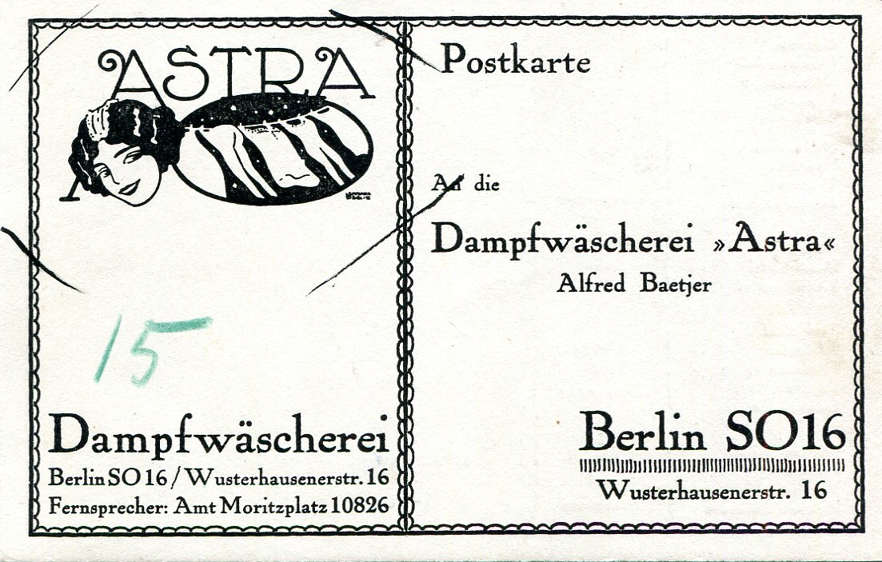 ASTRA
15
Dampfwäscherei
Berlin SO 16 / Wusterhausenerstr. 16
Fernsprecher: Amt Moritzplatz 10826
Postkarte
An die
Dampfwäscherei »Astra«
Alfred Baetjer
Berlin SO16
Wusterhausenerstr. 16